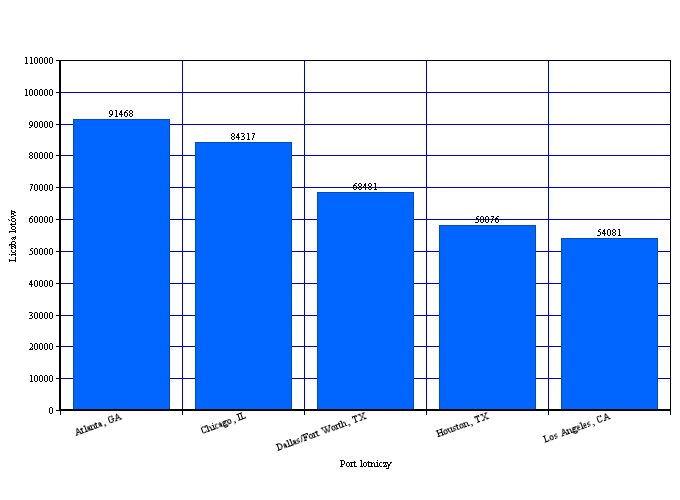 110000
100000
90000
80000
70000
60000
50000
40000
30000
20000
10000
0
Liczba lotów
91468
84317
68481
58076
54081
Atlanta, GA
Chicago, IL
Dallas/Fort Worth, TX
Houston, TX
Los Angeles, CA
Port lotniczy